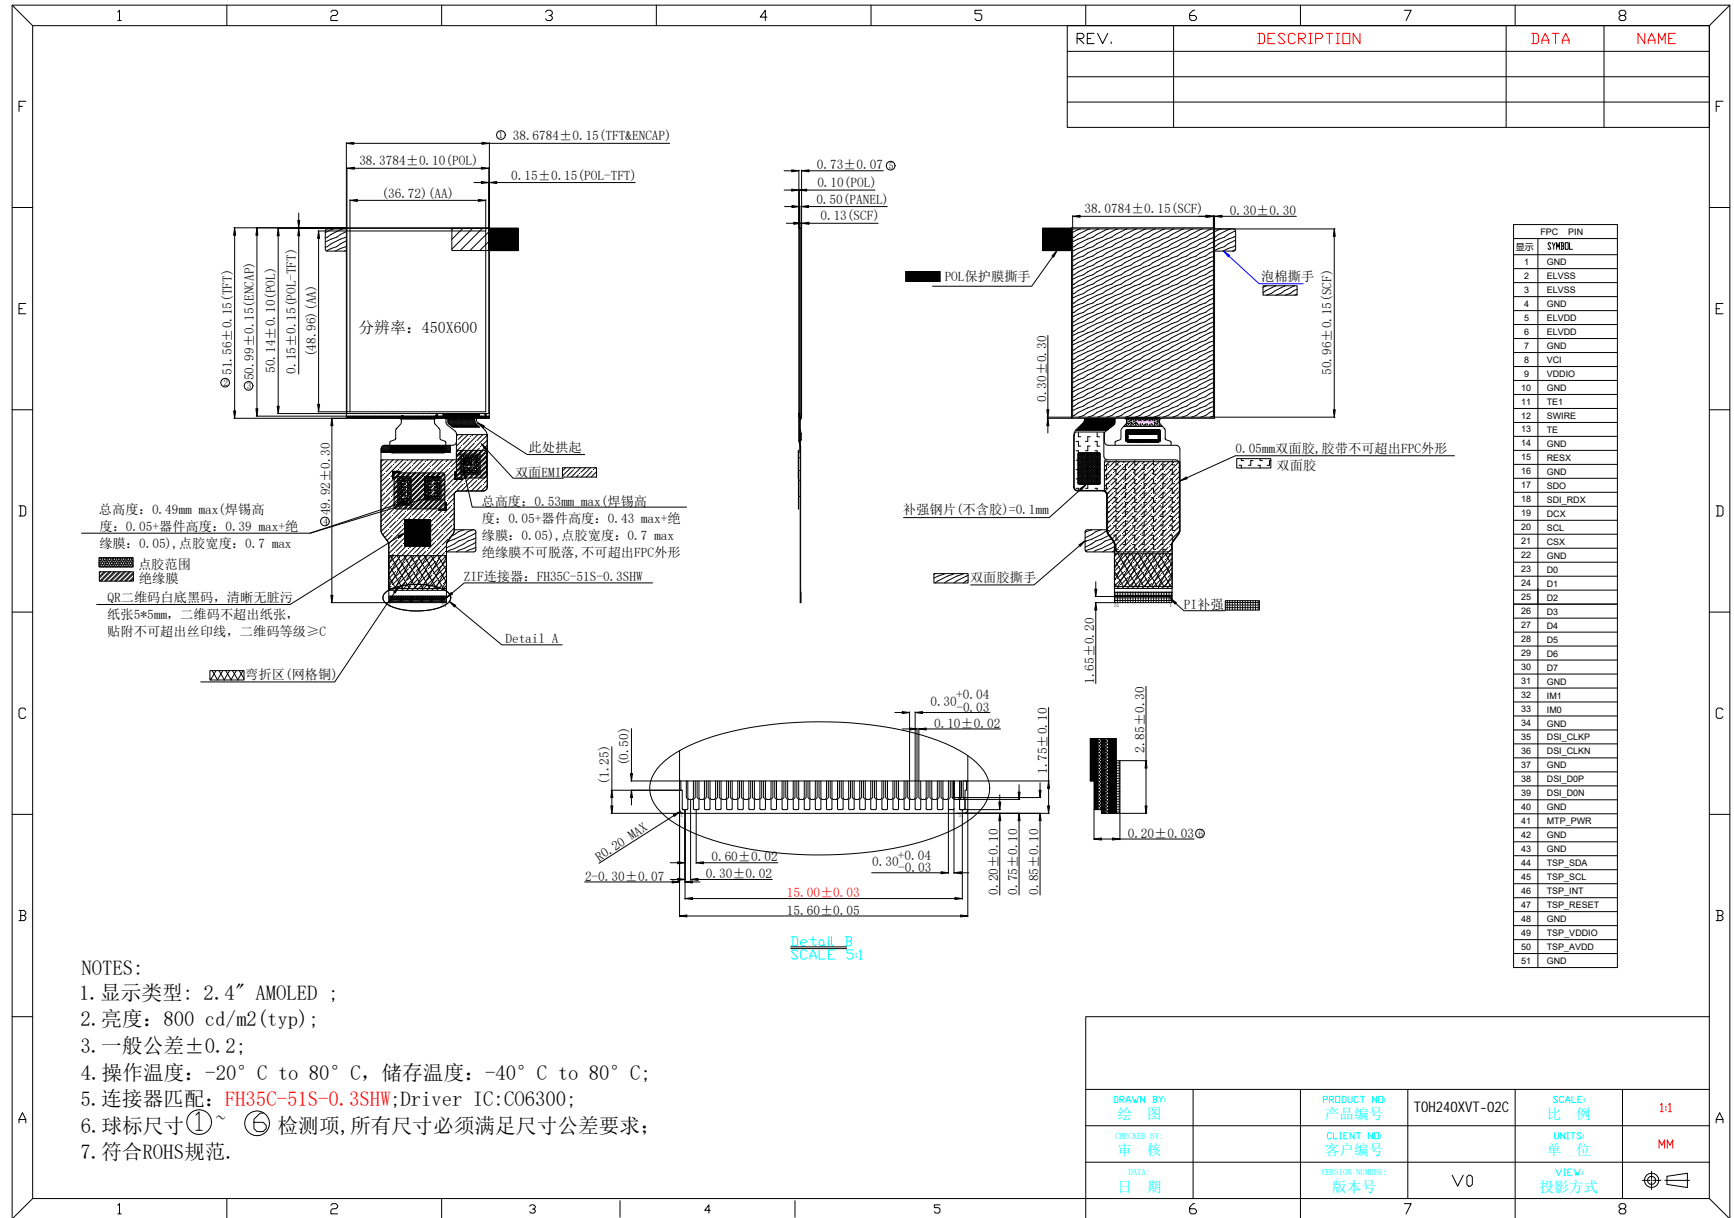 1 2 3 4 5 6 7 8
REV. DESCRIPTION DATA NAME
F F
① 38.6784±0.15(TFT&ENCAP)
38.3784±0.10(POL)
0.15±0.15(POL-TFT)
(36.72)(AA)
②51.56±0.15(TFT)
③50.99±0.15(ENCAP)
50.14±0.10(POL)
0.15±0.15(POL-TFT)
(48.96)(AA)
分辨率: 450X600
0.73±0.07⑤
0.10(POL)
0.50(PANEL)
0.13(SCF)
38.0784±0.15(SCF)
0.30±0.30
POL保护膜撕手
泡棉撕手
0.30±0.30
50.96±0.15(SCF)
E E
④49.92±0.30
此处拱起
双面EMI
总高度: 0.49mm max(焊锡高
度: 0.05+器件高度: 0.39 max+绝
缘膜: 0.05),点胶宽度: 0.7 max
点胶范围
绝缘膜
总高度: 0.53mm max(焊锡高
度: 0.05+器件高度: 0.43 max+绝
缘膜: 0.05),点胶宽度: 0.7 max
绝缘膜不可脱落,不可超出FPC外形
QR二维码白底黑码, 清晰无脏污
纸张5*5mm, 二维码不超出纸张,
贴附不可超出丝印线, 二维码等级≥C
ZIF连接器: FH35C-51S-0.3SHW
Detail A
弯折区(网格铜)
0.05mm双面胶,胶带不可超出FPC外形
双面胶
补强钢片(不含胶)=0.1mm
双面胶撕手
PI补强
1.65±0.20
D D
FPC PIN
显示 SYMBOL
1 GND
2 ELVSS
3 ELVSS
4 GND
5 ELVDD
6 ELVDD
7 GND
8 VCI
9 VDDIO
10 GND
11 TE1
12 SWIRE
13 TE
14 GND
15 RESX
16 GND
17 SDO
18 SDI_RDX
19 DCX
20 SCL
21 CSX
22 GND
23 D0
24 D1
25 D2
26 D3
27 D4
28 D5
29 D6
30 D7
31 GND
32 IM1
33 IM0
34 GND
35 DSI_CLKP
36 DSI_CLKN
37 GND
38 DSI_D0P
39 DSI_D0N
40 GND
41 MTP_PWR
42 GND
43 GND
44 TSP_SDA
45 TSP_SCL
46 TSP_INT
47 TSP_RESET
48 GND
49 TSP_VDDIO
50 TSP_AVDD
51 GND
C C
0.30+0.04-0.03
0.10±0.02
(0.50)
(1.25)
1.75±0.10
2.85±0.30
0.20±0.03⑥
R0.20 MAX
0.60±0.02
0.30±0.02
2-0.30±0.07
0.30+0.04-0.03
0.20±0.10
0.75±0.10
0.85±0.10
15.00±0.03
15.60±0.05
Detail B
SCALE 5:1
B B
NOTES:
1.显示类型: 2.4″ AMOLED ;
2.亮度: 800 cd/m2(typ);
3.一般公差±0.2;
4.操作温度: -20° C to 80° C, 储存温度: -40° C to 80° C;
5.连接器匹配: FH35C-51S-0.3SHW;Driver IC:CO6300;
6.球标尺寸①~ ⑥ 检测项,所有尺寸必须满足尺寸公差要求;
7.符合ROHS规范.
A A
DRAWN BY: 绘 图 PRODUCT NO: 产品编号 TOH240XVT-02C SCALE: 比 例 1:1
CHECKED BY: 审 核 CLIENT NO 客户编号 UNITS: 单 位 MM
DATA: 日 期 VERSION NUMBER: 版本号 V0 VIEW: 投影方式
1 2 3 4 5 6 7 8